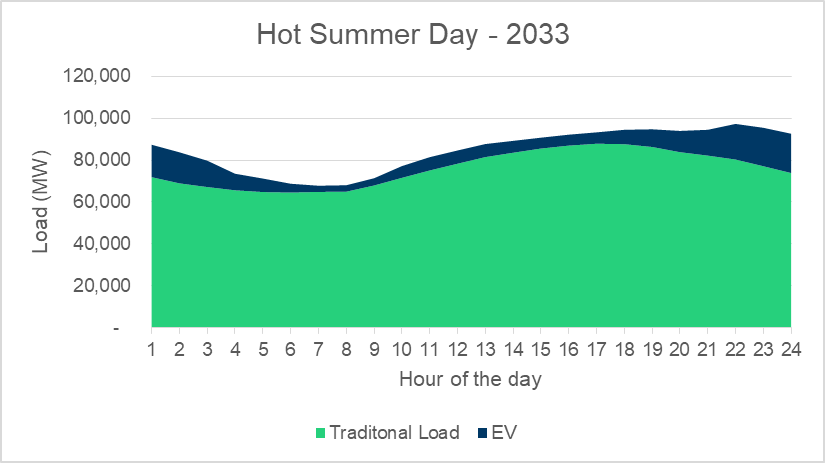 Hot Summer Day - 2033
120,000
100,000
80,000
60,000
40,000
20,000
-
Load (MW)
1 2 3 4 5 6 7 8 9 10 11 12 13 14 15 16 17 18 19 20 21 22 23 24
Hour of the day
Traditonal Load EV